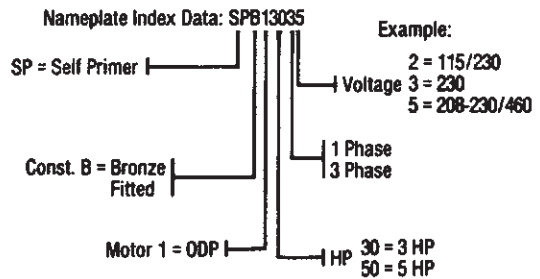 Nameplate Index Data: SPB13035
Example:
SP = Self Primer
Voltage
2 = 115/230
3 = 230
5 = 208-230/460
1 Phase
3 Phase
Const. B = Bronze
Fitted
Motor 1 = ODP
HP
30 = 3 HP
50 = 5 HP